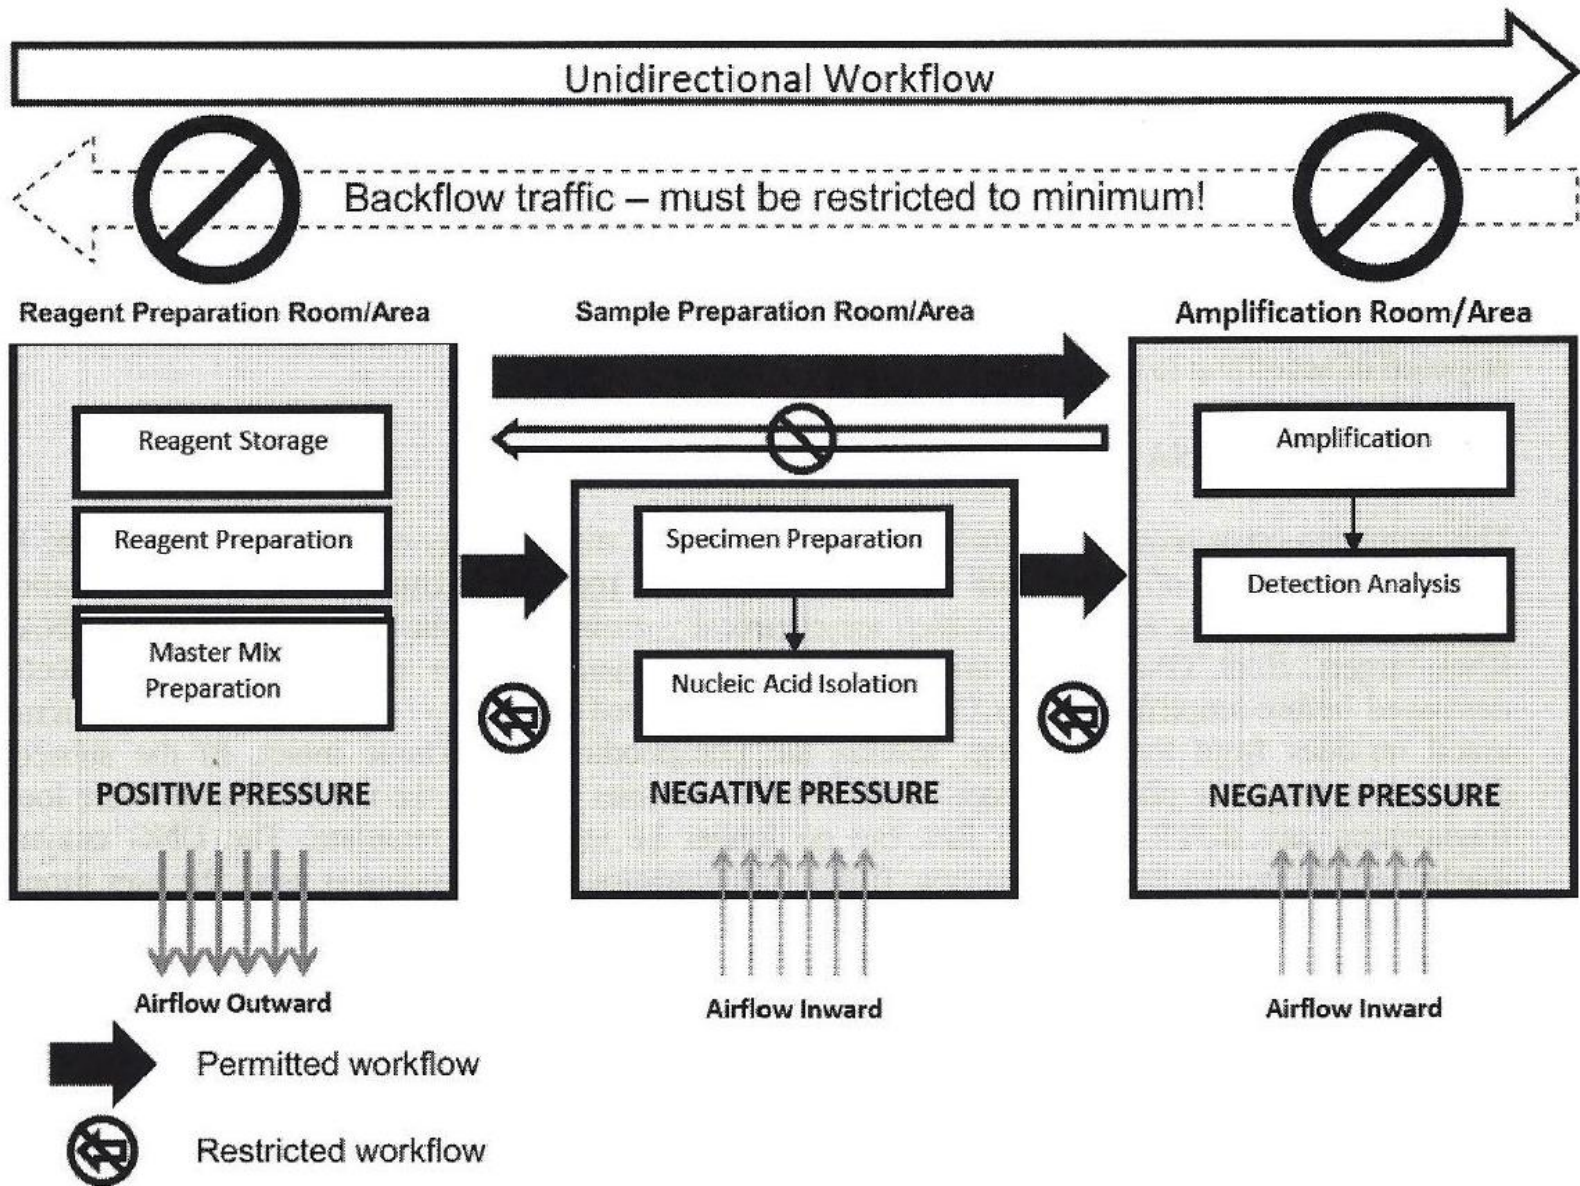 Unidirectional Workflow
Backflow traffic – must be restricted to minimum!
Reagent Preparation Room/Area
Sample Preparation Room/Area
Amplification Room/Area
Reagent Storage
Reagent Preparation
Master Mix
Preparation
POSITIVE PRESSURE
Airflow Outward
Specimen Preparation
Nucleic Acid Isolation
NEGATIVE PRESSURE
Airflow Inward
Amplification
Detection Analysis
NEGATIVE PRESSURE
Airflow Inward
Permitted workflow
Restricted workflow